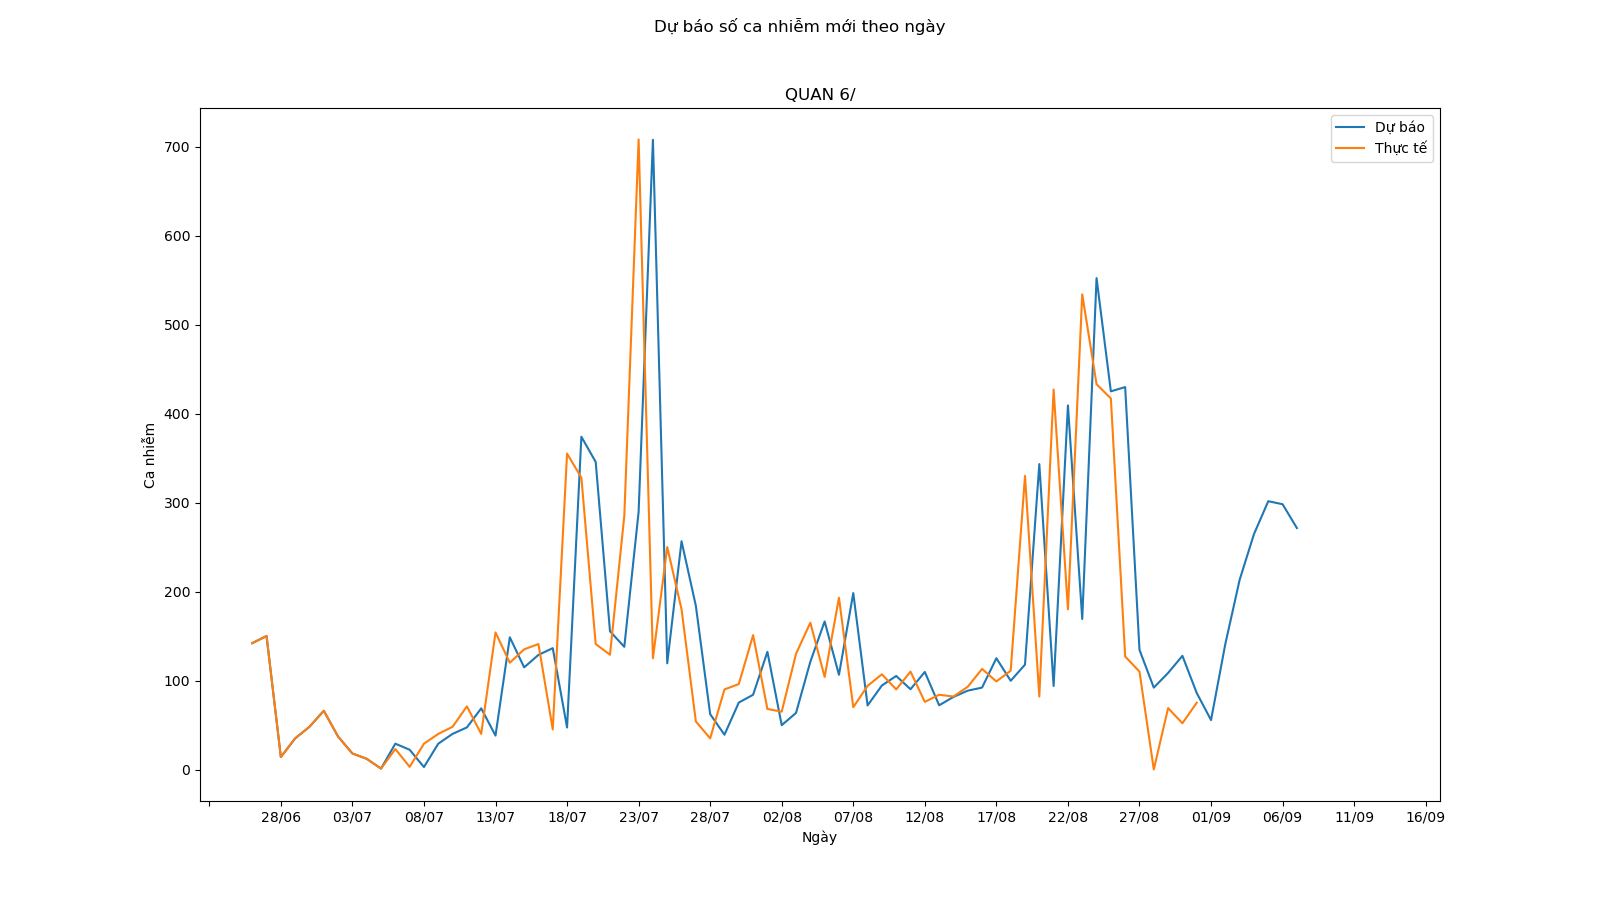 Dự báo số ca nhiễm mới theo ngày
QUAN 6/
Dự báo
Thực tế
700
600
500
400
300
200
100
0
Ca nhiễm
28/06 03/07 08/07 13/07 18/07 23/07 28/07 02/08 07/08 12/08 17/08 22/08 27/08 01/09 06/09 11/09 16/09
Ngày